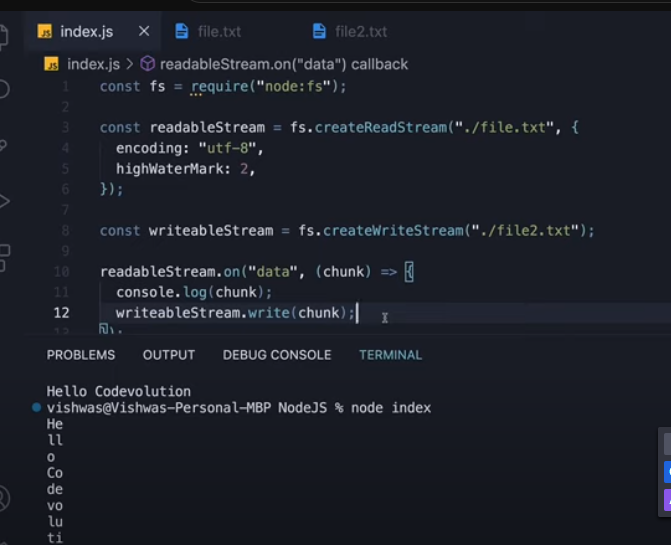 index.js
file.txt
file2.txt
index.js > readableStream.on("data") callback
1 const fs = require("node:fs");
2
3 const readableStream = fs.createReadStream("./file.txt", {
4 encoding: "utf-8",
5 highWaterMark: 2,
6 });
7
8 const writeableStream = fs.createWriteStream("./file2.txt");
9
10 readableStream.on("data", (chunk) => {
11 console.log(chunk);
12 writeableStream.write(chunk);
13 });
PROBLEMS OUTPUT DEBUG CONSOLE TERMINAL
Hello Codevolution
vishwas@Vishwas-Personal-MBP NodeJS % node index
He
ll
o
Co
de
vo
lu
ti